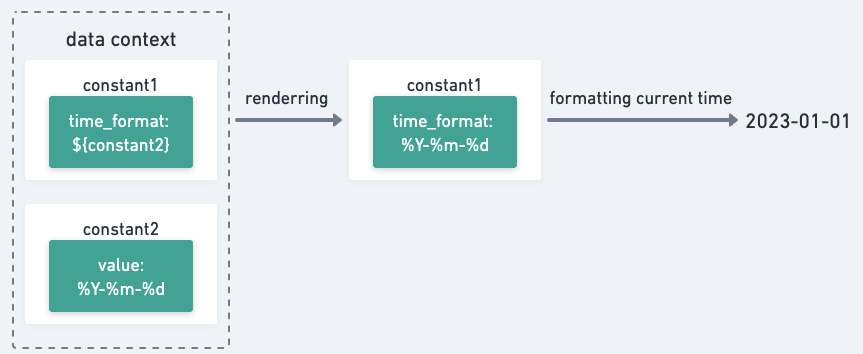 data context
constant1
time_format:
${constant2}
constant2
value:
%Y-%m-%d
renderring
constant1
time_format:
%Y-%m-%d
formatting current time
2023-01-01